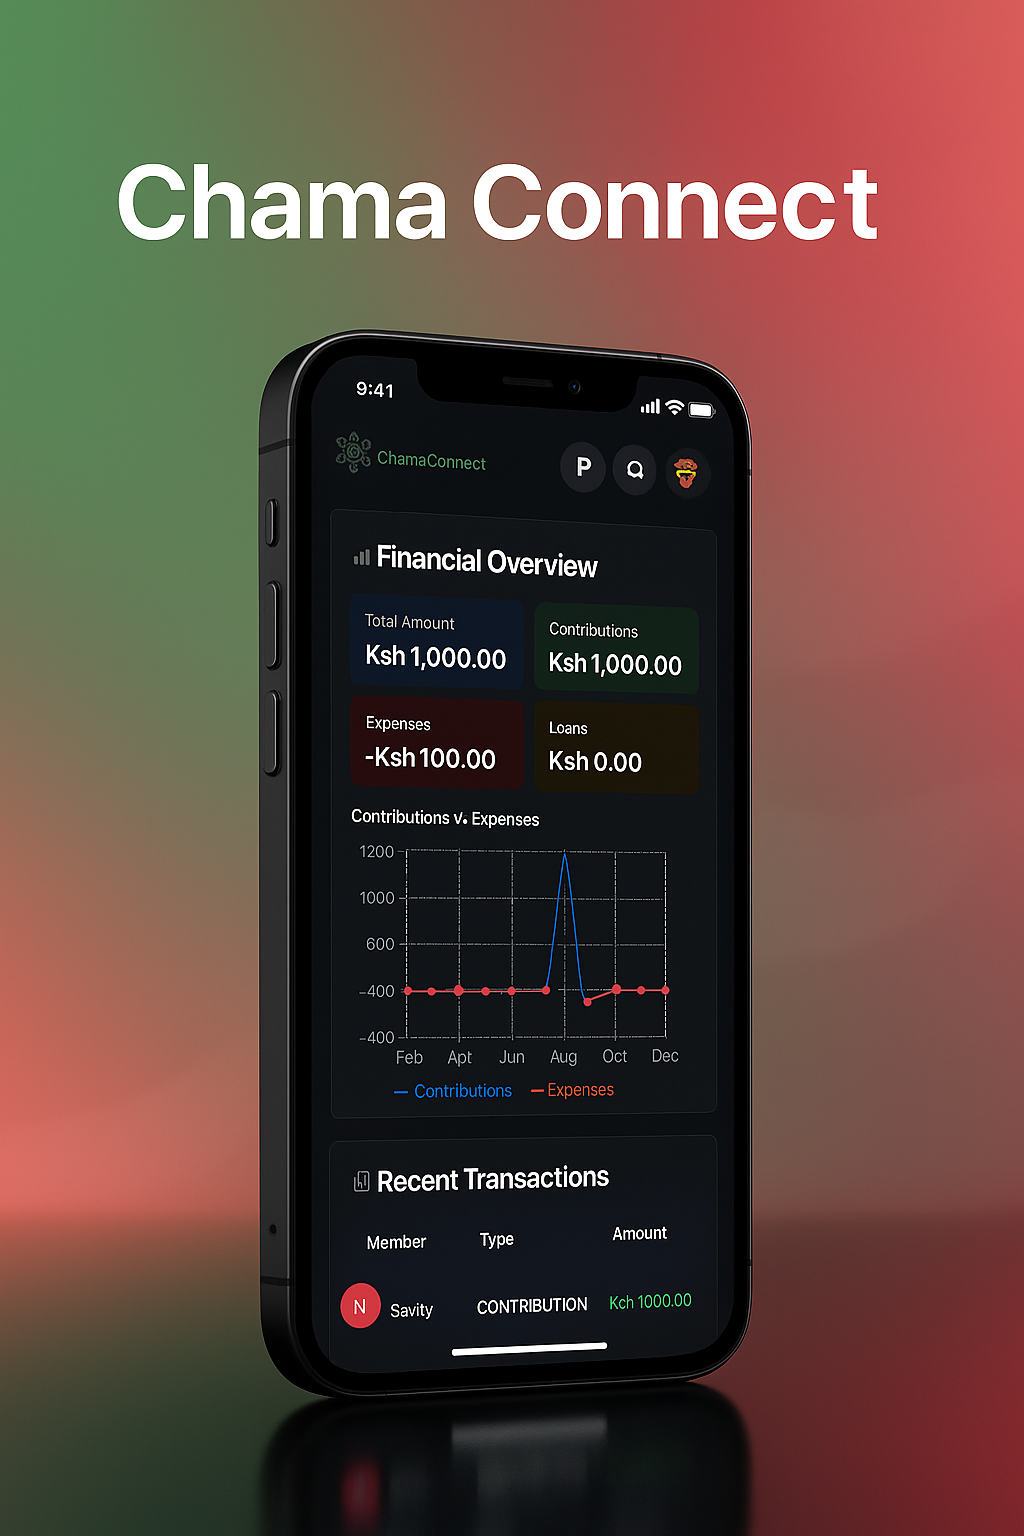 Chama Connect
9:41
ChamaConnect
P
Financial Overview
Total Amount
Ksh 1,000.00
Contributions
Ksh 1,000.00
Expenses
-Ksh 100.00
Loans
Ksh 0.00
Contributions v. Expenses
1200
1000
600
-400
-400
Feb Apt Jun Aug Oct Dec
Contributions Expenses
Recent Transactions
Member Type Amount
N Savity CONTRIBUTION Kch 1000.00